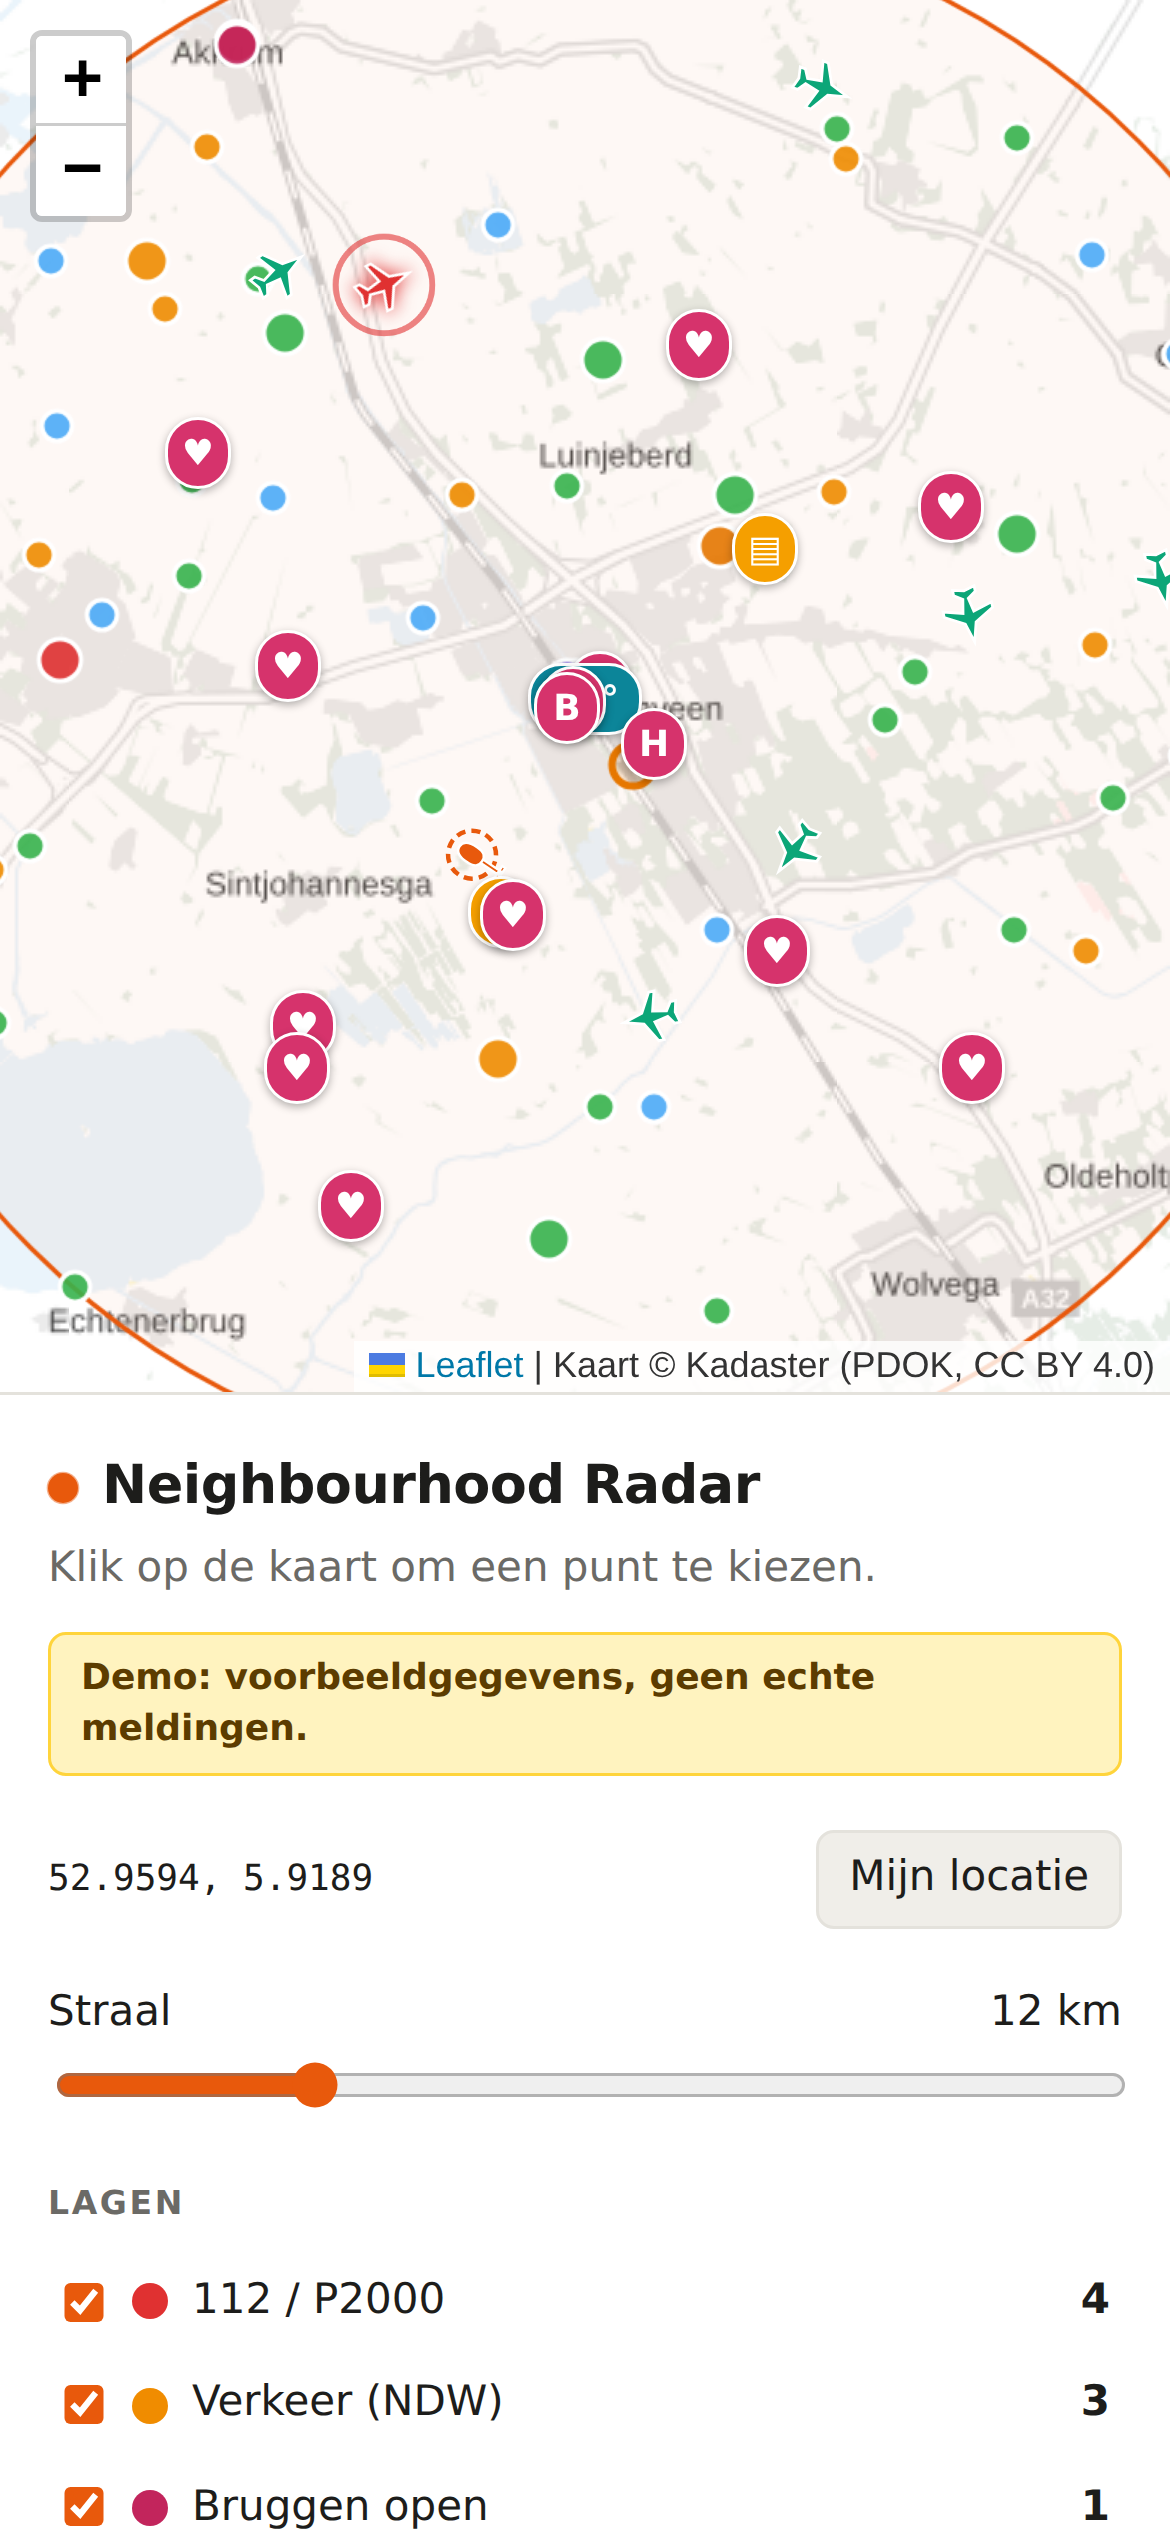 +
−
Luinjeberd
B
H
Sintjohannesga
Wolvega
A32
Echtenerbrug
Leaflet | Kaart © Kadaster (PDOK, CC BY 4.0)
Neighbourhood Radar
Klik op de kaart om een punt te kiezen.
Demo: voorbeeldgegevens, geen echte
meldingen.
52.9594, 5.9189
Mijn locatie
Straal
12 km
LAGEN
112 / P2000
4
Verkeer (NDW)
3
Bruggen open
1